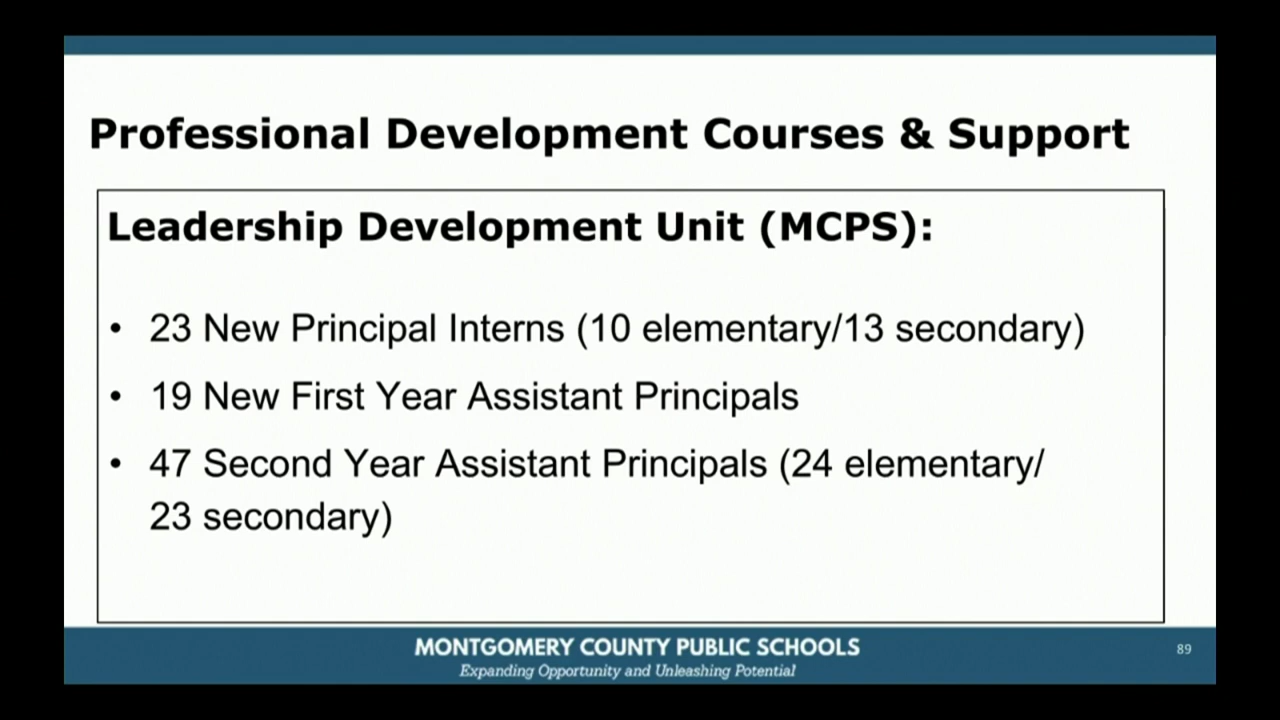 Professional Development Courses & Support
Leadership Development Unit (MCPS):
• 23 New Principal Interns (10 elementary/13 secondary)
• 19 New First Year Assistant Principals
• 47 Second Year Assistant Principals (24 elementary/
23 secondary)
MONTGOMERY COUNTY PUBLIC SCHOOLS
Expanding Opportunity and Unleashing Potential
89